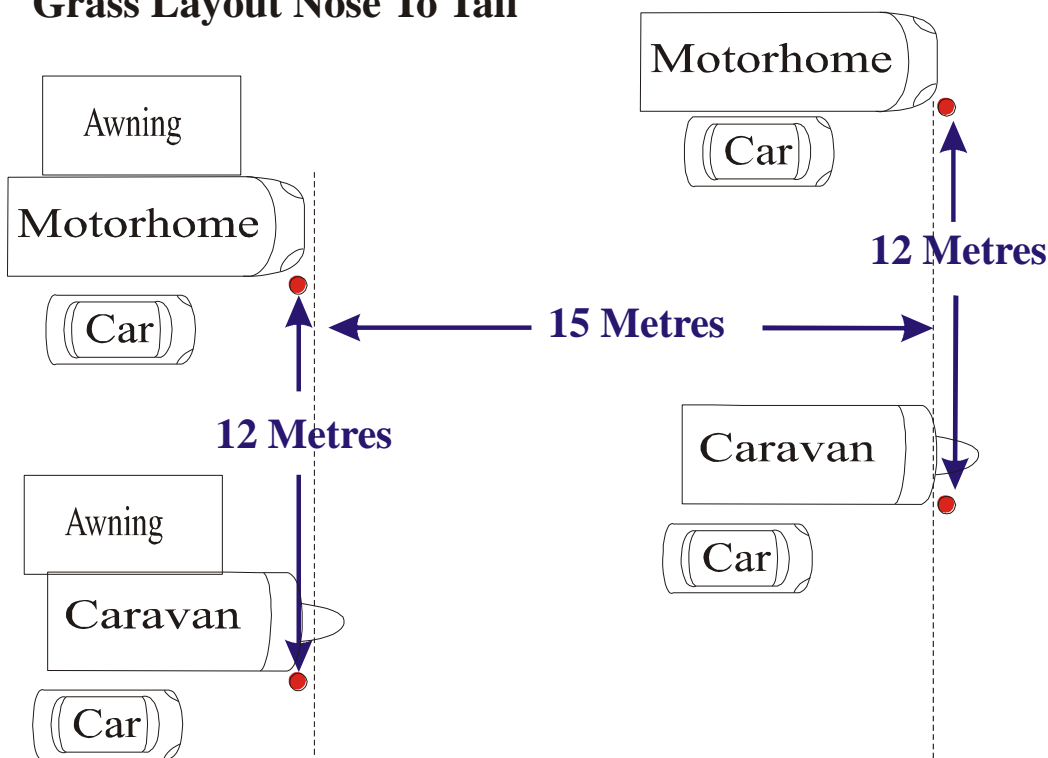 Grass Layout Nose To Tail
Motorhome
Awning
Car
Motorhome
12 Metres
Car
15 Metres
12 Metres
Caravan
Awning
Car
Caravan
Car